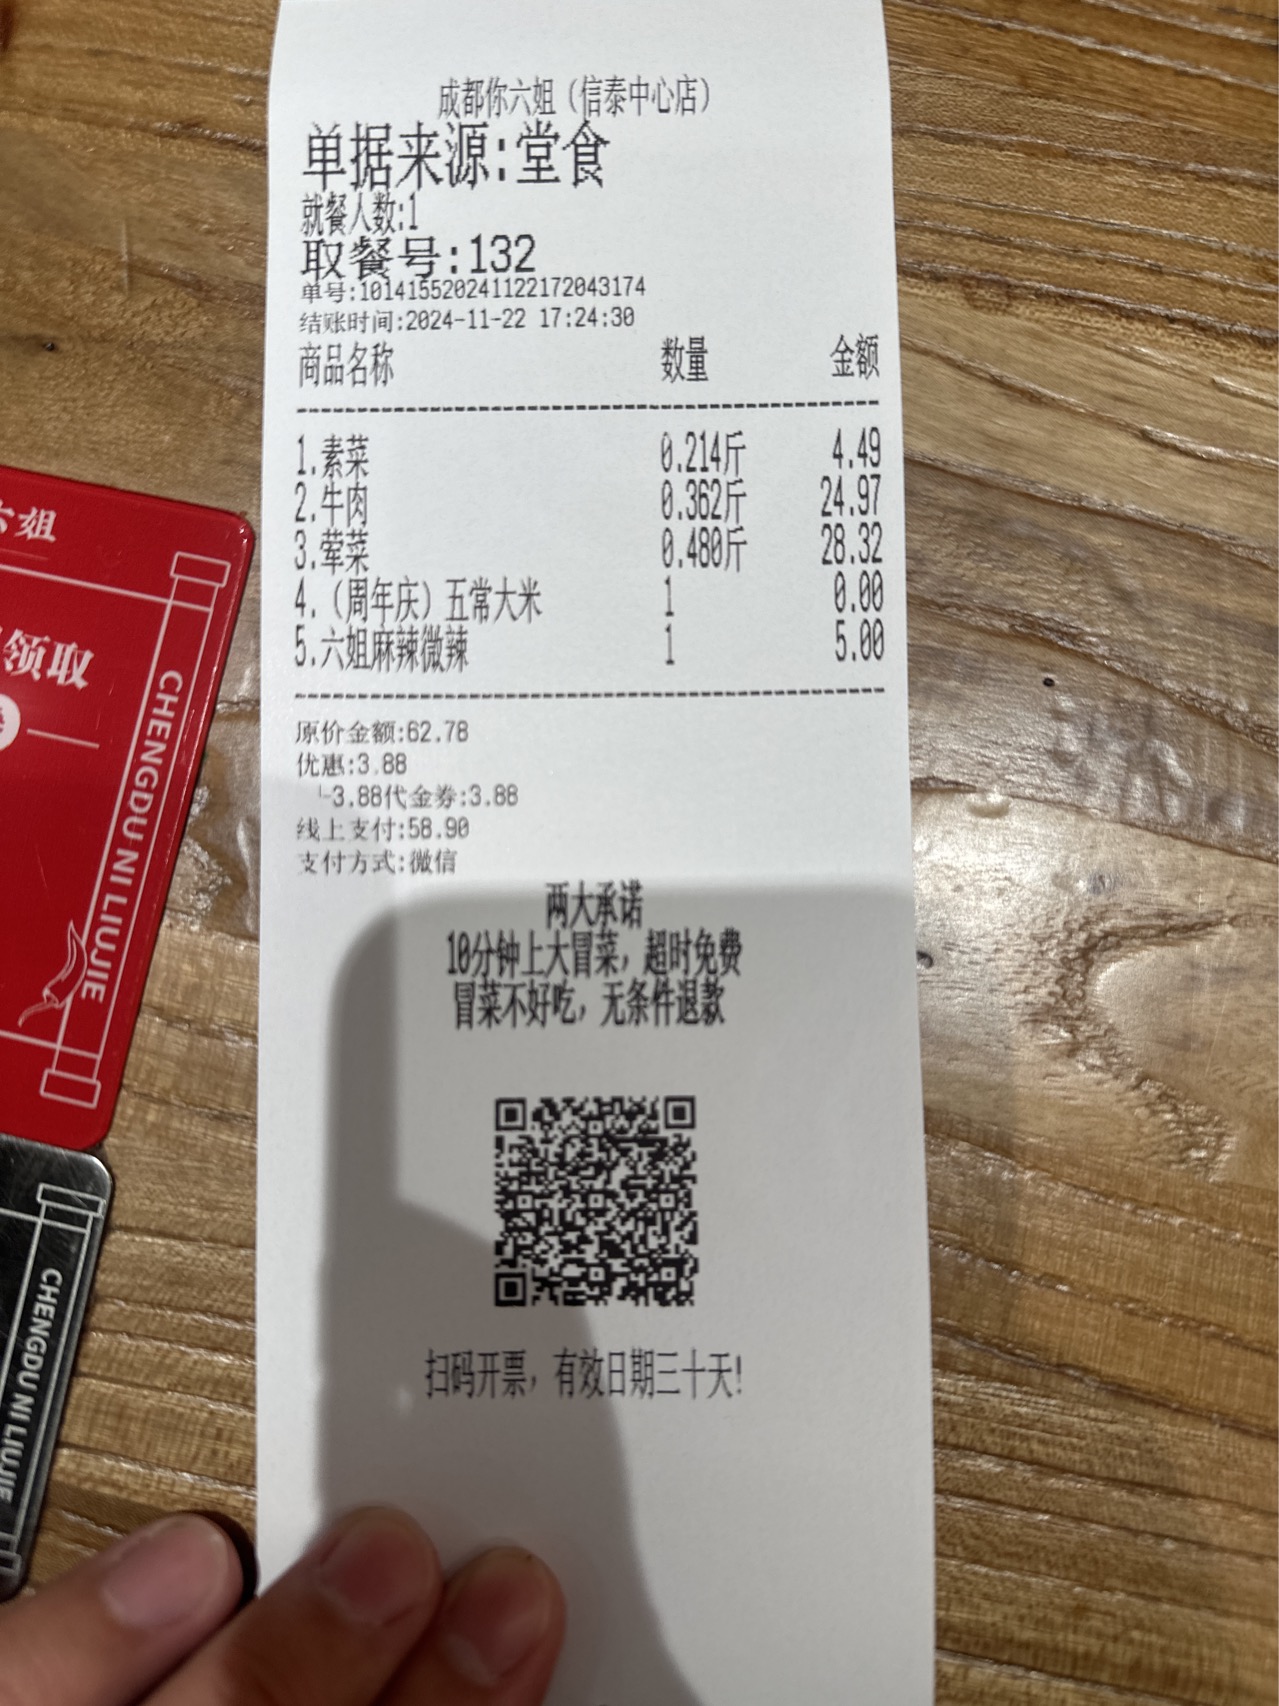 成都你六姐（信泰中心店）
单据来源:堂食
就餐人数:1
取餐号:132
单号:101415520241122172043174
结账时间:2024-11-22 17:24:30
商品名称 数量 金额
1.素菜 0.214斤 4.49
2.牛肉 0.362斤 24.97
3.荤菜 0.480斤 28.32
4.（周年庆）五常大米 1 0.00
5.六姐麻辣微辣 1 5.00
原价金额:62.78
优惠:3.88
└3.88代金券:3.88
线上支付:58.90
支付方式:微信
两大承诺
10分钟上大冒菜，超时免费
冒菜不好吃，无条件退款
扫码开票，有效日期三十天!
六姐
领取
CHENGDU NI LIUJIE
CHENGDU NI LIUJIE